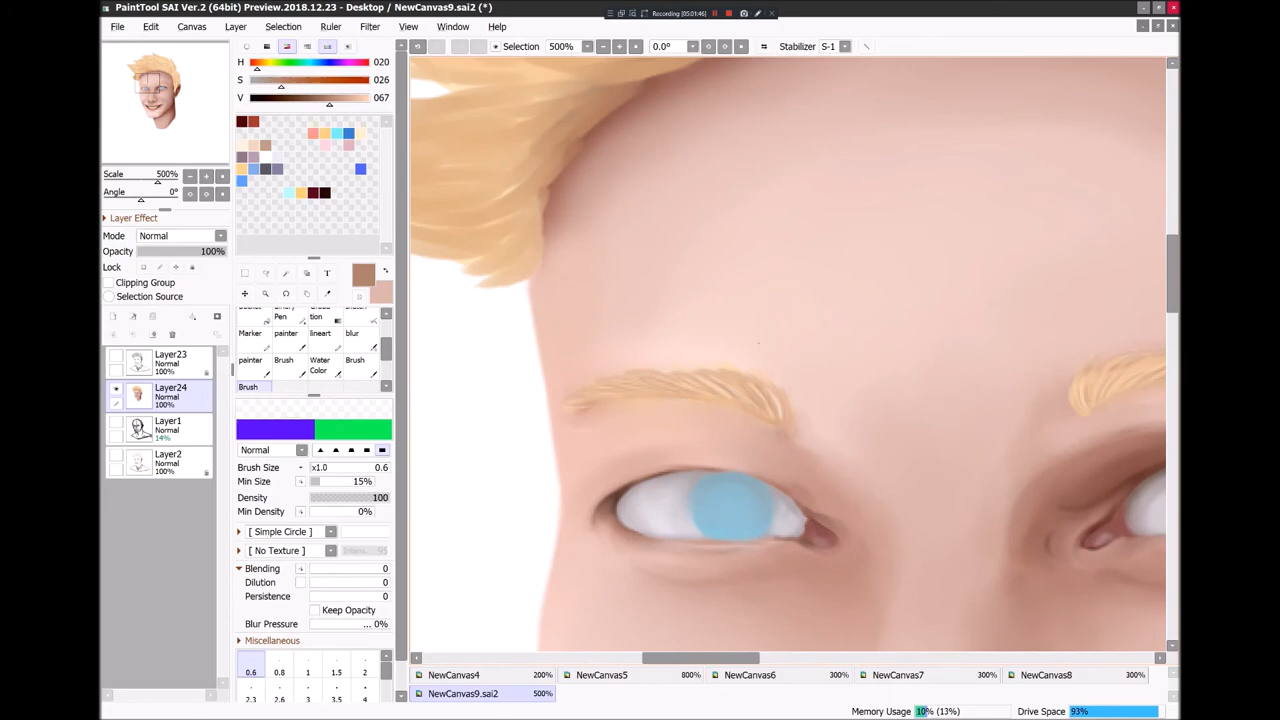 PaintTool SAI Ver.2 (64bit) Preview.2018.12.23 - Desktop / NewCanvas9.sai2 (*)
Recording [05:01:46]
File Edit Canvas Layer Selection Ruler Filter View Window Help
Selection 500% 0.0° Stabilizer S-1
H 020
S 026
V 067
Scale 500%
Angle 0°
Layer Effect
Mode Normal
Opacity 100%
Lock
Clipping Group
Selection Source
Layer23
Normal
100%
Layer24
Normal
100%
Layer1
Normal
14%
Layer2
Normal
100%
T
Pen tion
Marker painter lineart blur
painter Brush Water Color Brush
Brush
Normal
Brush Size x1.0 0.6
Min Size 15%
Density 100
Min Density 0%
[ Simple Circle ]
[ No Texture ] 95
Blending 0
Dilution 0
Persistence 0
Keep Opacity
Blur Pressure ... 0%
Miscellaneous
0.6 0.8 1 1.5 2
2.3 2.6 3 3.5 4
NewCanvas4 200% NewCanvas5 800% NewCanvas6 300% NewCanvas7 300% NewCanvas8 300%
NewCanvas9.sai2 500%
Memory Usage 10% (13%) Drive Space 93%